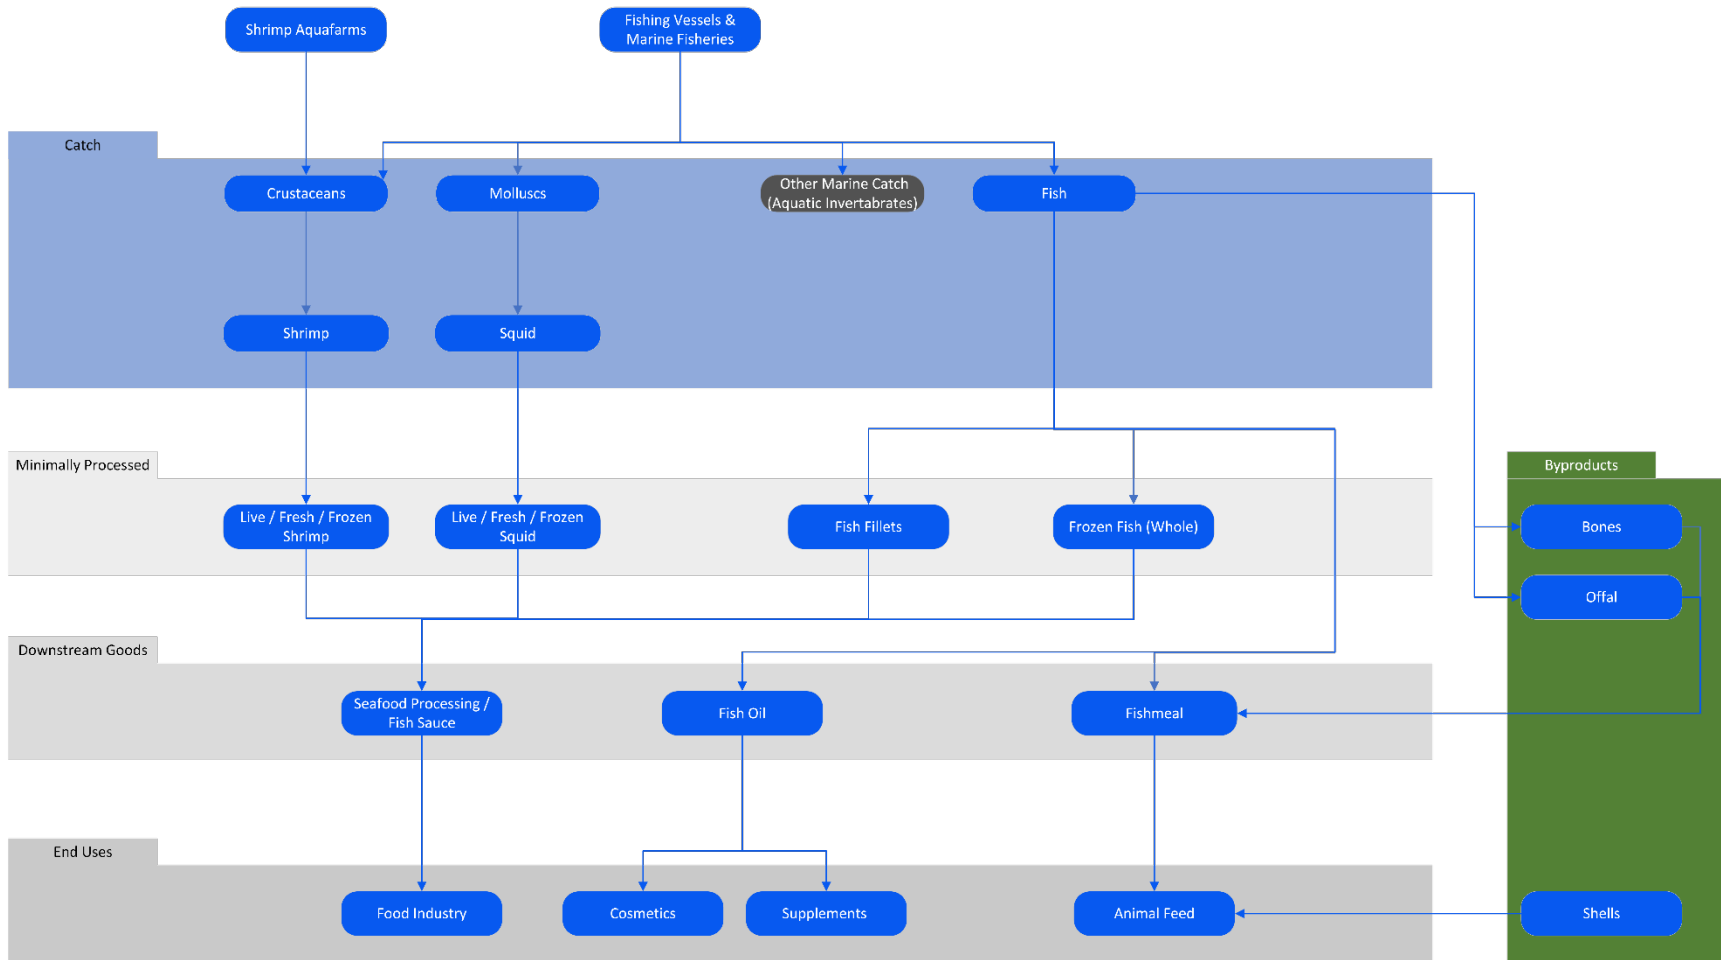 Shrimp Aquafarms
Fishing Vessels &
Marine Fisheries
Catch
Crustaceans
Molluscs
Other Marine Catch
(Aquatic Invertabrates)
Fish
Shrimp
Squid
Minimally Processed
Byproducts
Live / Fresh / Frozen
Shrimp
Live / Fresh / Frozen
Squid
Fish Fillets
Frozen Fish (Whole)
Bones
Offal
Downstream Goods
Seafood Processing /
Fish Sauce
Fish Oil
Fishmeal
End Uses
Food Industry
Cosmetics
Supplements
Animal Feed
Shells